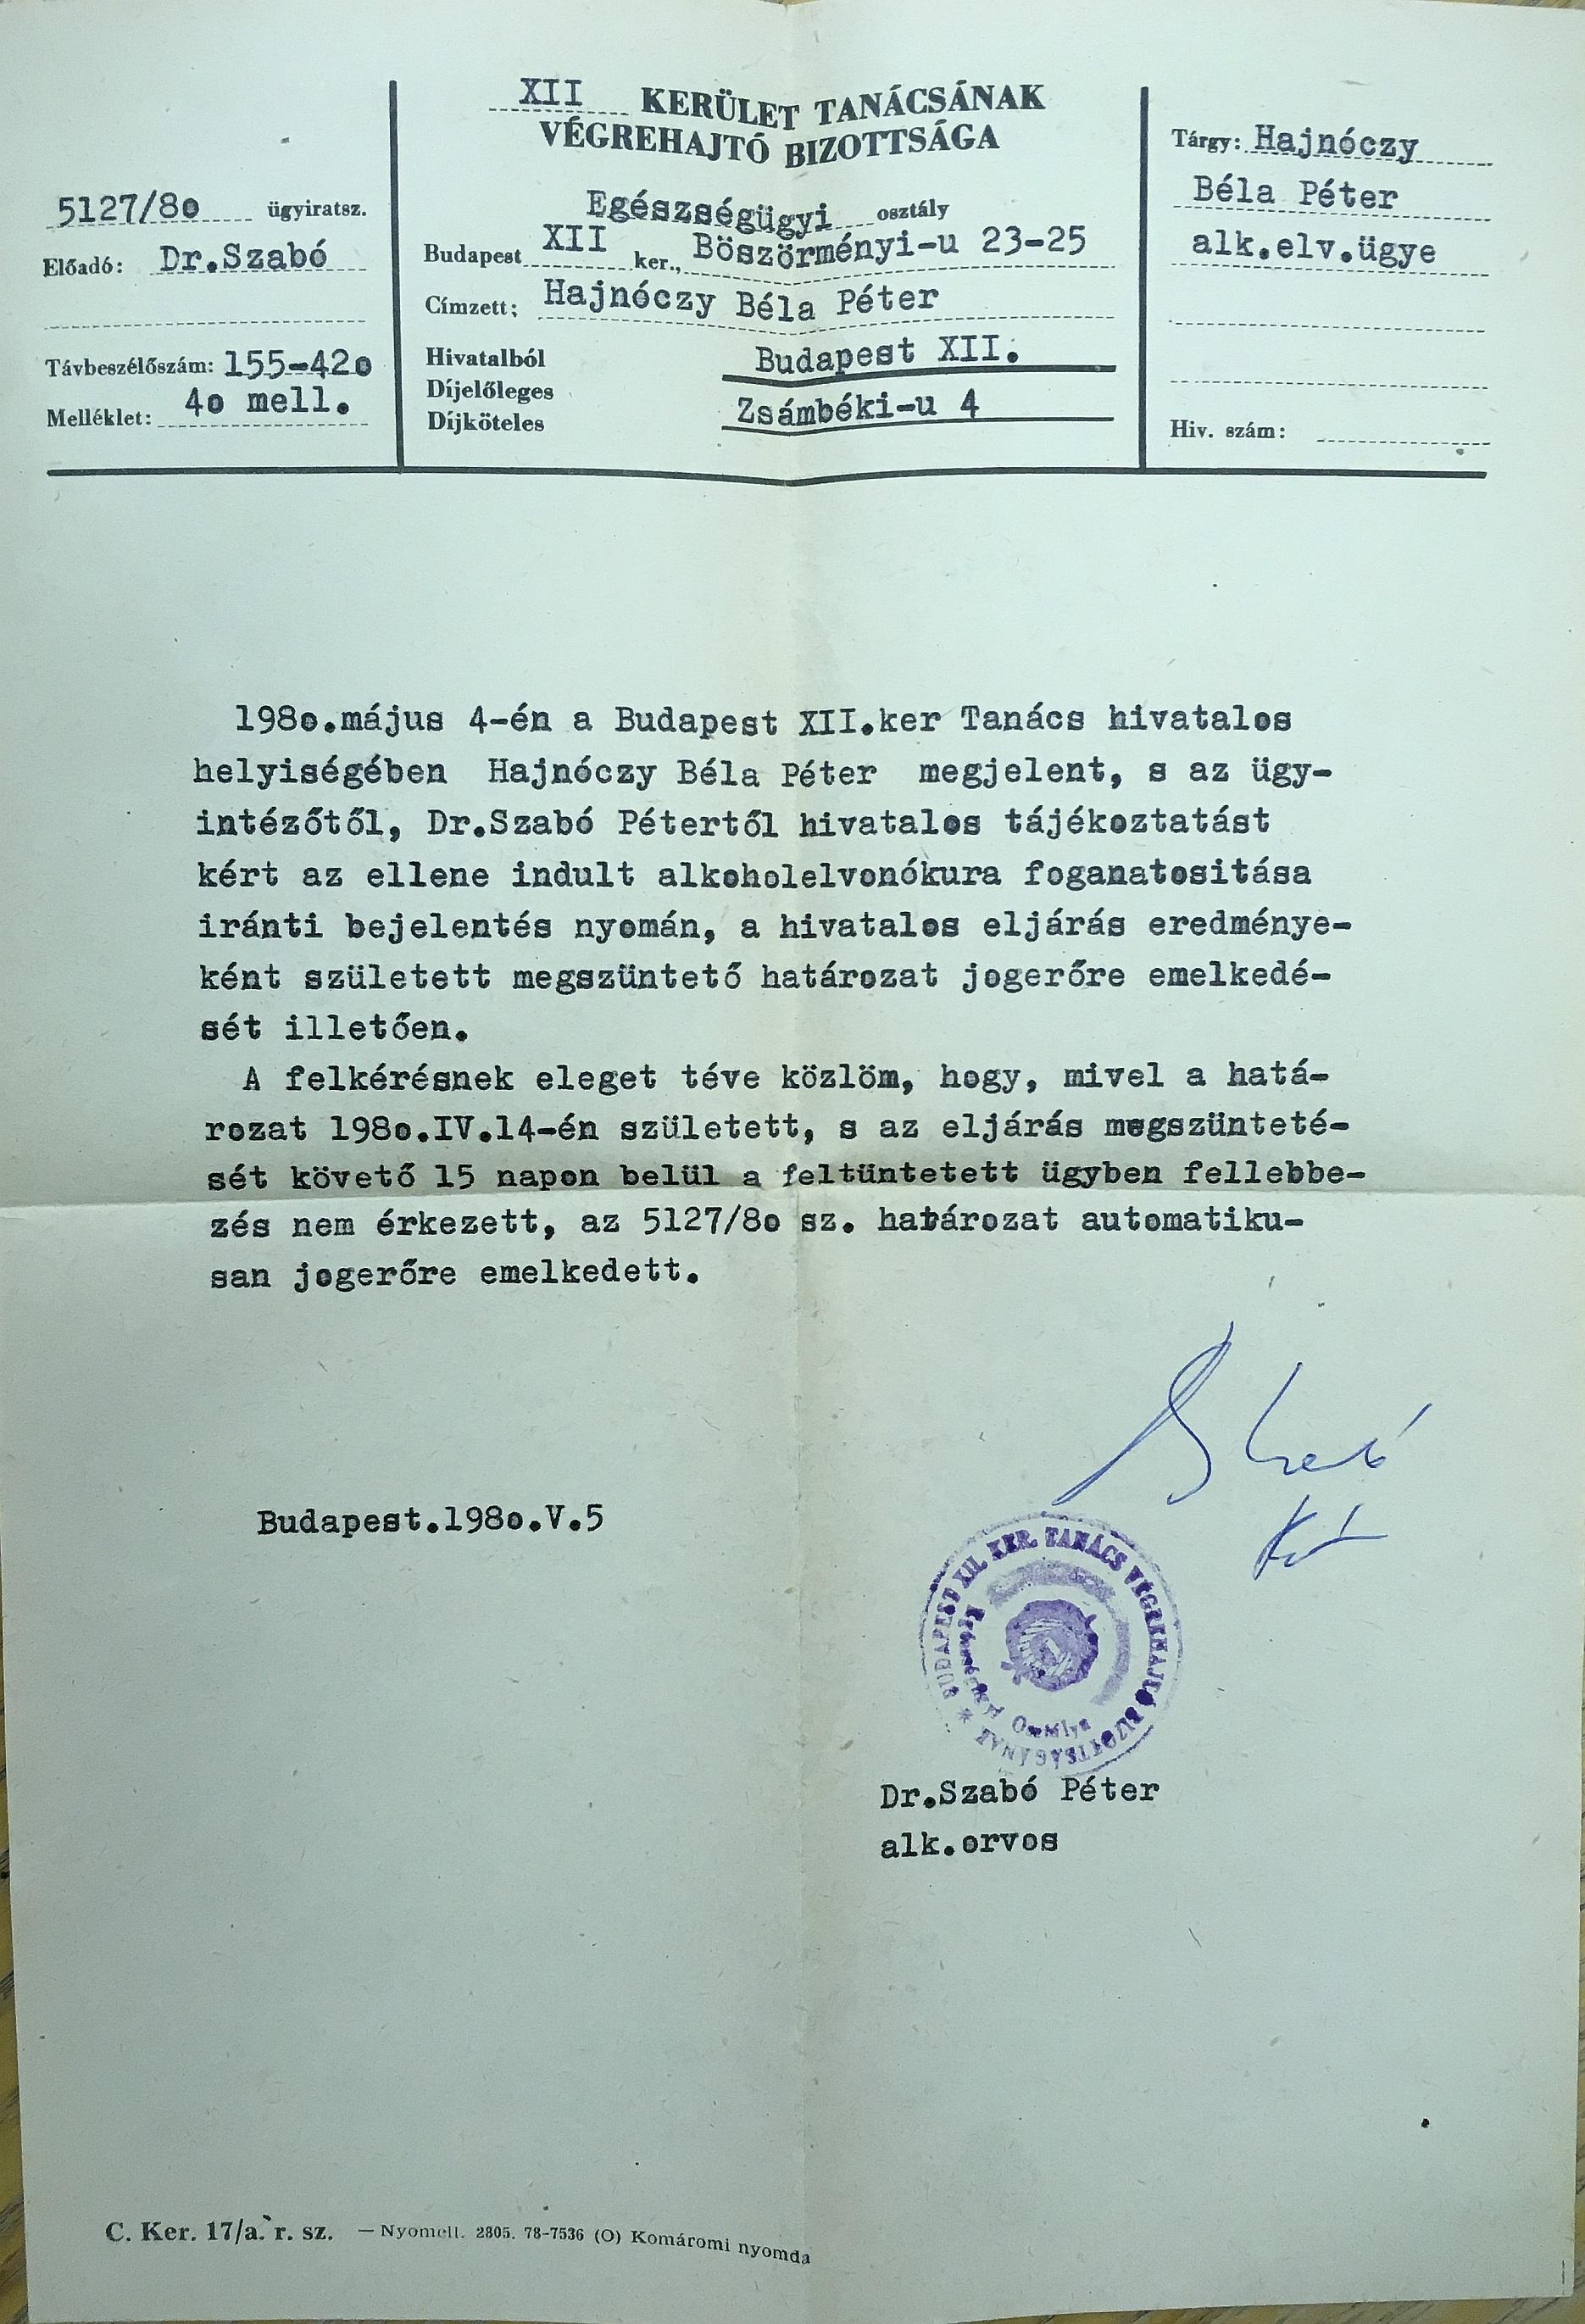 XII KERÜLET TANÁCSÁNAK
VÉGREHAJTÓ BIZOTTSÁGA
5127/8o ügyiratsz.
Előadó: Dr.Szabó
Távbeszélőszám: 155-42o
Melléklet: 4o mell.
Egészségügyi osztály
Budapest XII ker., Böszörményi-u 23-25
Címzett: Hajnóczy Béla Péter
Hivatalból Budapest XII.
Díjelőleges
Díjköteles Zsámbéki-u 4
Tárgy: Hajnóczy
Béla Péter
alk.elv.ügye
Hiv. szám:
198o.május 4-én a Budapest XII.ker Tanács hivatalos
helyiségében Hajnóczy Béla Péter megjelent, s az ügy-
intézőtől, Dr.Szabó Pétertől hivatalos tájékoztatást
kért az ellene indult alkoholelvonókura foganatositása
iránti bejelentés nyomán, a hivatalos eljárás eredménye-
ként született megszüntető határozat jogerőre emelkedé-
sét illetően.
A felkérésnek eleget téve közlöm, hogy, mivel a hatá-
rozat 198o.IV.14-én született, s az eljárás megszünteté-
sét követő 15 napon belül a feltüntetett ügyben fellebbe-
zés nem érkezett, az 5127/8o sz. határozat automatiku-
san jogerőre emelkedett.
Budapest.198o.V.5
BUDAPEST XII. KER. TANÁCS VÉGREHAJTÓ BIZOTTSÁGÁNAK
Egészségügyi Osztálya
Dr.Szabó Péter
alk.orvos
C. Ker. 17/a. r. sz. — Nyomell. 2805. 78-7536 (O) Komáromi nyomda